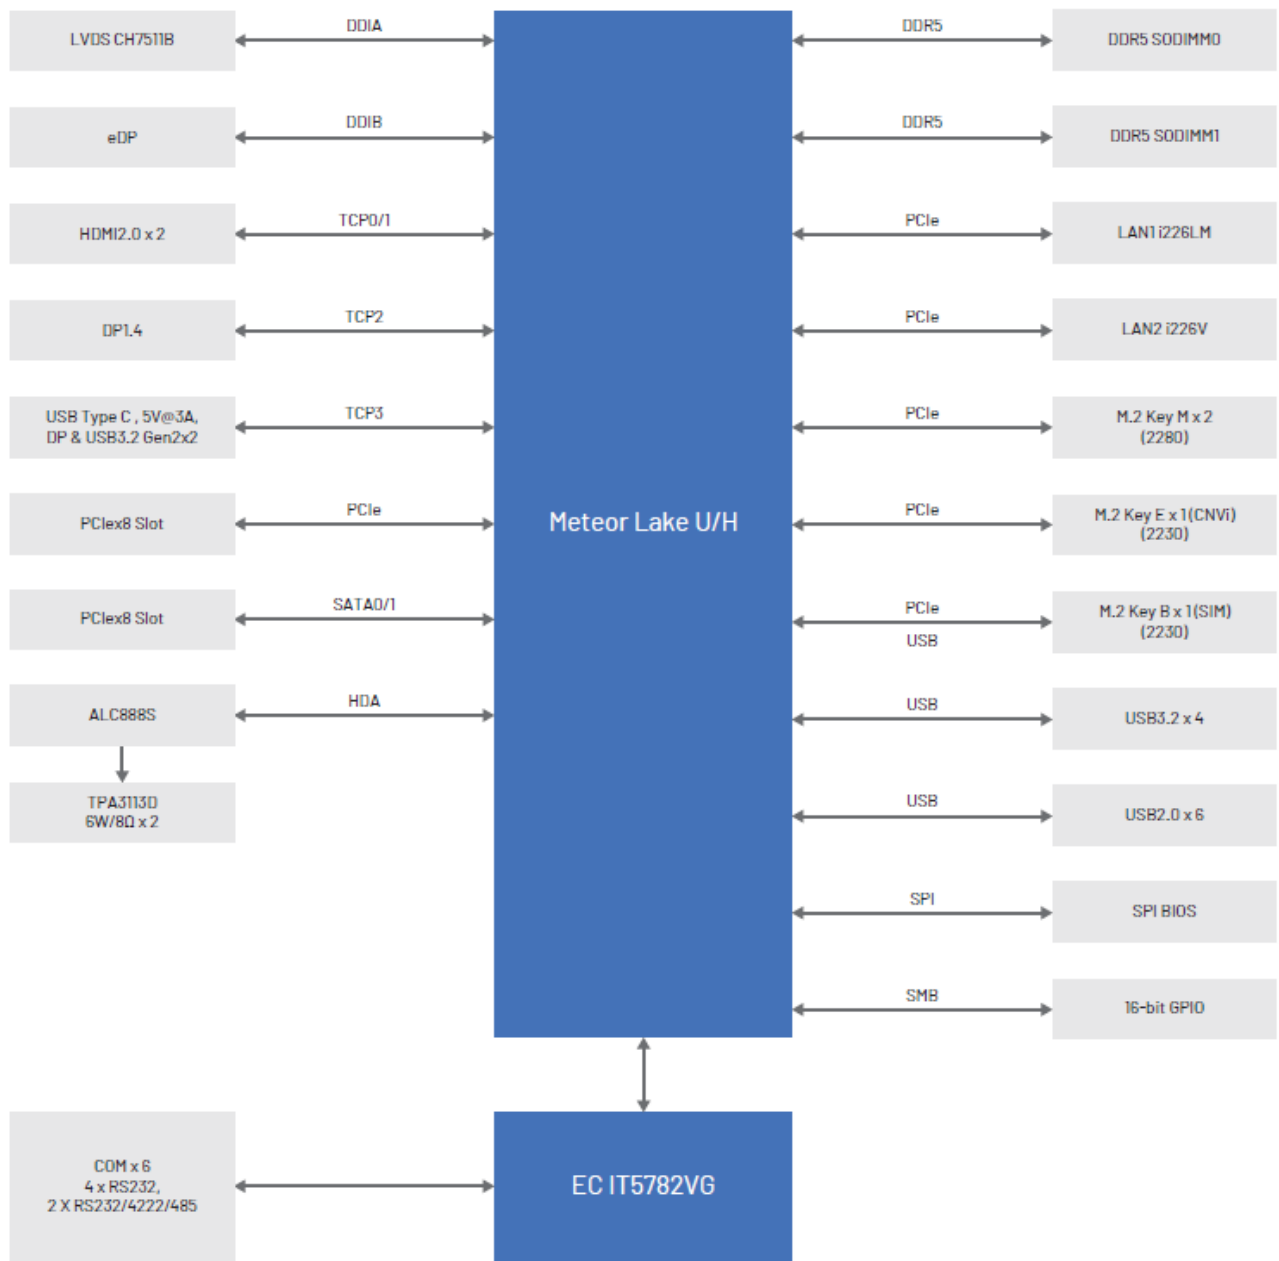 LVDS CH7511B
DDIA
DDR5
DDR5 SODIMM0
eDP
DDIB
DDR5
DDR5 SODIMM1
HDMI2.0 x 2
TCP0/1
PCIe
LAN1 i226LM
DP1.4
TCP2
PCIe
LAN2 i226V
USB Type C , 5V@3A,
DP & USB3.2 Gen2x2
TCP3
PCIe
M.2 Key M x 2
(2280)
PCIex8 Slot
PCIe
Meteor Lake U/H
PCIe
M.2 Key E x 1 (CNVi)
(2230)
PCIex8 Slot
SATA0/1
PCIe
USB
M.2 Key B x 1 (SIM)
(2230)
ALC888S
HDA
USB
USB3.2 x 4
TPA3113D
6W/8Ω x 2
USB
USB2.0 x 6
SPI
SPI BIOS
SMB
16-bit GPIO
COM x 6
4 x RS232,
2 X RS232/4222/485
EC IT5782VG